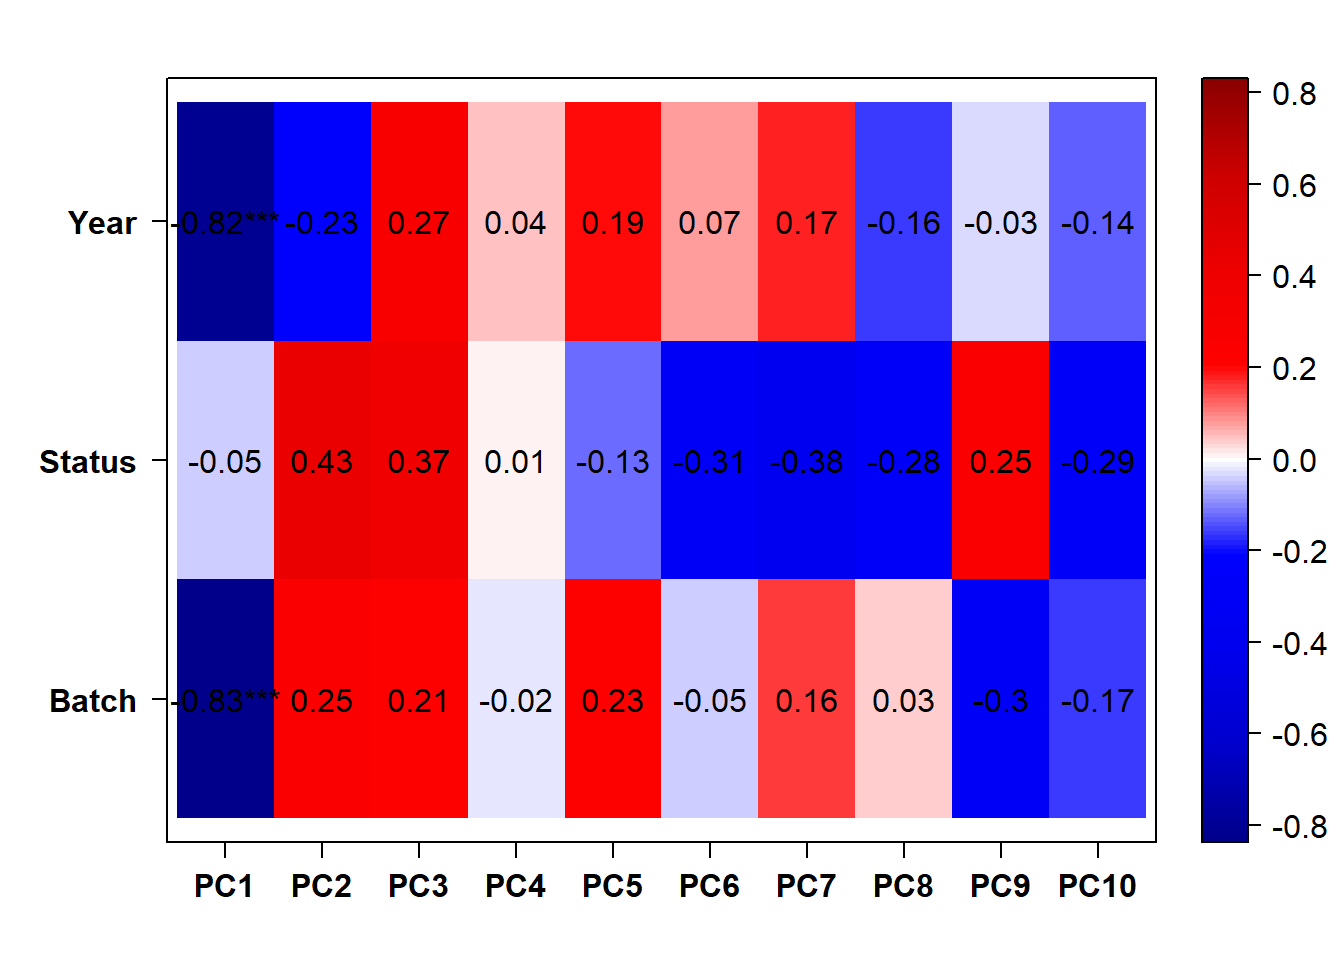 Year -0.82*** -0.23 0.27 0.04 0.19 0.07 0.17 -0.16 -0.03 -0.14
Status -0.05 0.43 0.37 0.01 -0.13 -0.31 -0.38 -0.28 0.25 -0.29
Batch -0.83*** 0.25 0.21 -0.02 0.23 -0.05 0.16 0.03 -0.3 -0.17
PC1 PC2 PC3 PC4 PC5 PC6 PC7 PC8 PC9 PC10
0.8
0.6
0.4
0.2
0.0
-0.2
-0.4
-0.6
-0.8